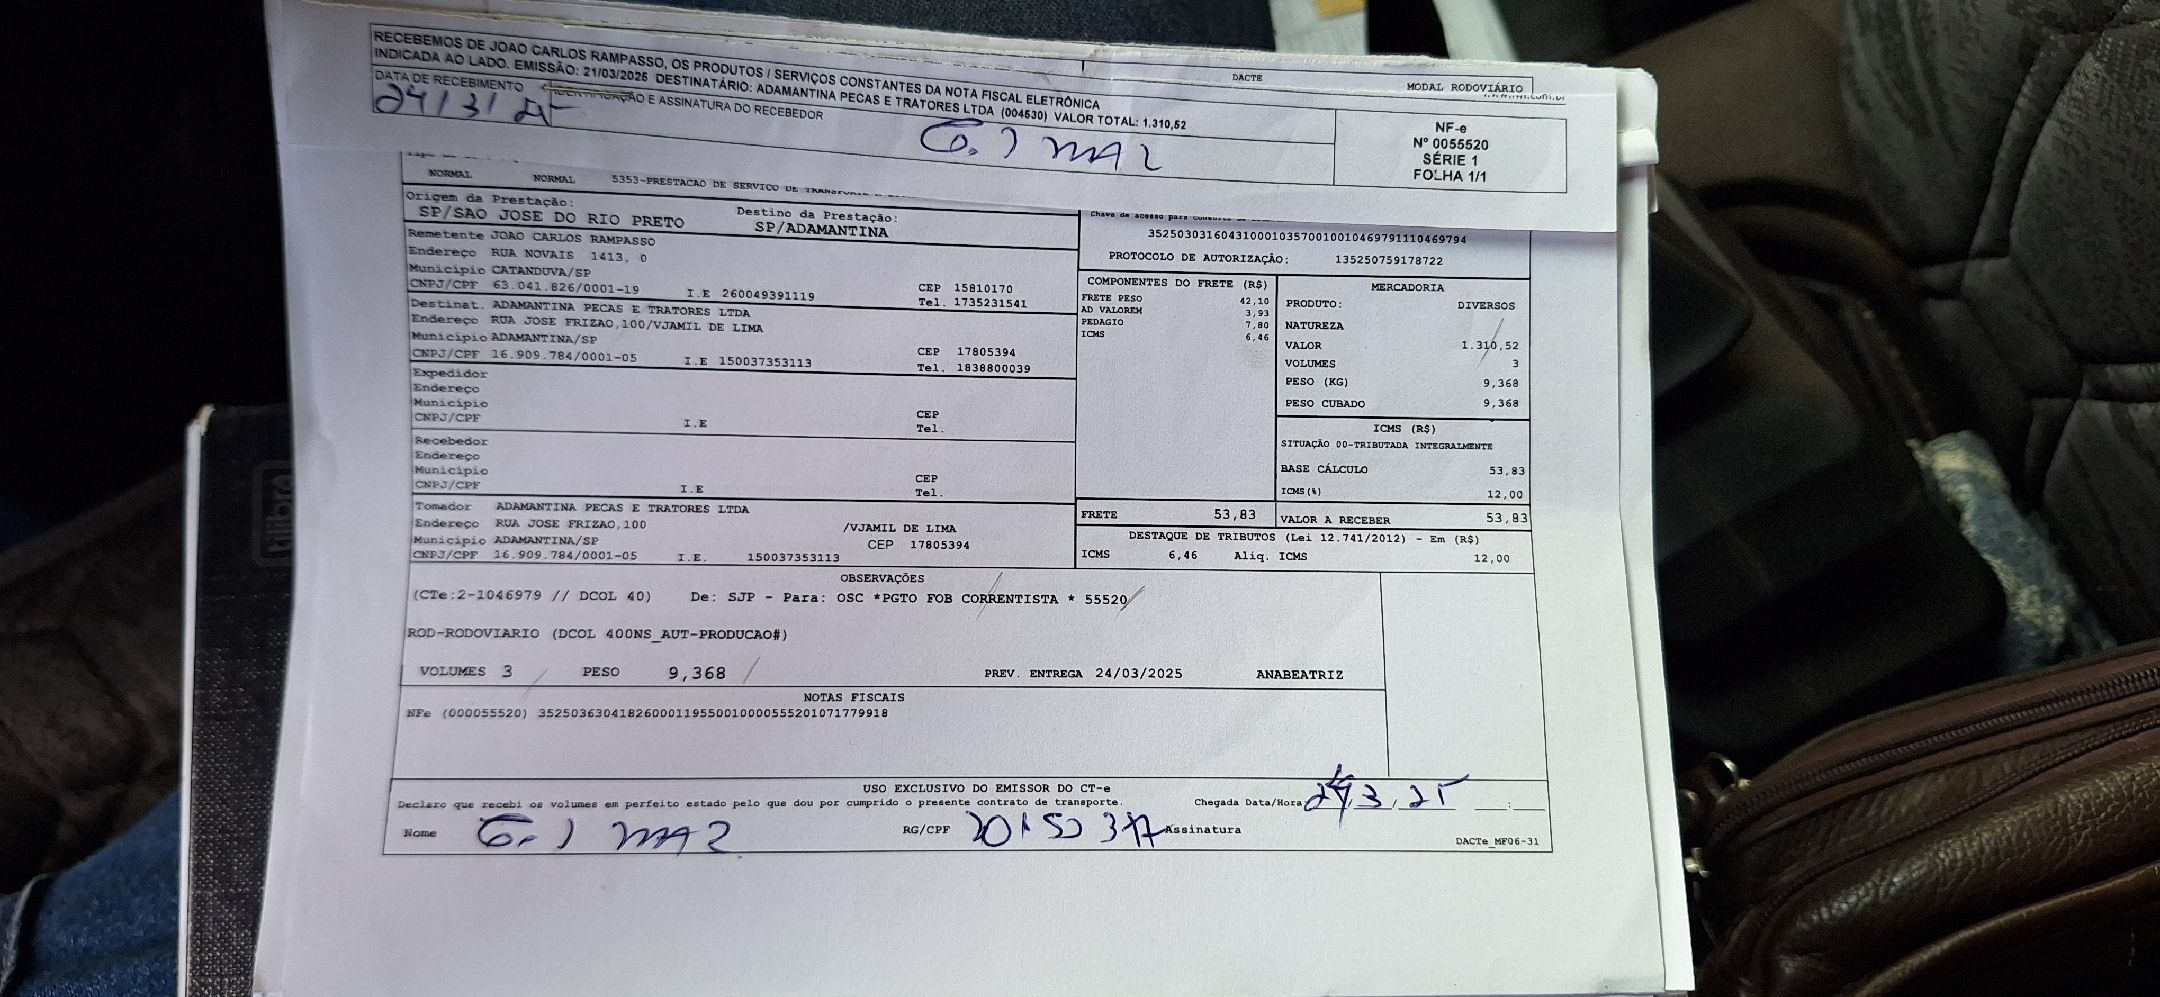 RECEBEMOS DE JOAO CARLOS RAMPASSO, OS PRODUTOS / SERVIÇOS CONSTANTES DA NOTA FISCAL ELETRÔNICA
INDICADA AO LADO. EMISSÃO: 21/03/2025 DESTINATÁRIO: ADAMANTINA PECAS E TRATORES LTDA (004530) VALOR TOTAL: 1.310,52
DATA DE RECEBIMENTO
E ASSINATURA DO RECEBEDOR
24/3/25
DACTE
MODAL RODOVIÁRIO
NF-e
Nº 0055520
SÉRIE 1
FOLHA 1/1
NORMAL NORMAL 5353-PRESTACAO DE SERVICO DE
Origem da Prestação:
SP/SAO JOSE DO RIO PRETO
Destino da Prestação:
SP/ADAMANTINA
Remetente JOAO CARLOS RAMPASSO
Endereço RUA NOVAIS 1413, 0
Município CATANDUVA/SP
CNPJ/CPF 63.041.826/0001-19 I.E 260049391119
CEP 15810170
Tel. 1735231541
Destinat. ADAMANTINA PECAS E TRATORES LTDA
Endereço RUA JOSE FRIZAO,100/VJAMIL DE LIMA
Município ADAMANTINA/SP
CNPJ/CPF 16.909.784/0001-05 I.E 150037353113
CEP 17805394
Tel. 1838800039
Expedidor
Endereço
Município
CNPJ/CPF I.E
CEP
Tel.
Recebedor
Endereço
Município
CNPJ/CPF I.E
CEP
Tel.
Tomador ADAMANTINA PECAS E TRATORES LTDA
Endereço RUA JOSE FRIZAO,100 /VJAMIL DE LIMA
Município ADAMANTINA/SP CEP 17805394
CNPJ/CPF 16.909.784/0001-05 I.E. 150037353113
Chave de acesso para consulta
35250303160431000103570010010469791110469794
PROTOCOLO DE AUTORIZAÇÃO: 135250759178722
COMPONENTES DO FRETE (R$)
FRETE PESO 42,10
AD VALOREM 3,93
PEDAGIO 7,80
ICMS 6,46
MERCADORIA
PRODUTO: DIVERSOS
NATUREZA
VALOR 1.310,52
VOLUMES 3
PESO (KG) 9,368
PESO CUBADO 9,368
ICMS (R$)
SITUAÇÃO 00-TRIBUTADA INTEGRALMENTE
BASE CÁLCULO 53,83
ICMS(%) 12,00
FRETE 53,83
VALOR A RECEBER 53,83
DESTAQUE DE TRIBUTOS (Lei 12.741/2012) - Em (R$)
ICMS 6,46 Aliq. ICMS 12,00
OBSERVAÇÕES
(CTe:2-1046979 // DCOL 40) De: SJP - Para: OSC *PGTO FOB CORRENTISTA * 55520
ROD-RODOVIARIO (DCOL 400NS_AUT-PRODUCAO#)
VOLUMES 3 PESO 9,368 PREV. ENTREGA 24/03/2025 ANABEATRIZ
NOTAS FISCAIS
NFe (000055520) 35250363041826000119550010000555201071779918
USO EXCLUSIVO DO EMISSOR DO CT-e
Declaro que recebi os volumes em perfeito estado pelo que dou por cumprido o presente contrato de transporte.
Chegada Data/Hora: 24,3,25
Nome
RG/CPF
Assinatura
DACTe_MF06-31
tilibra